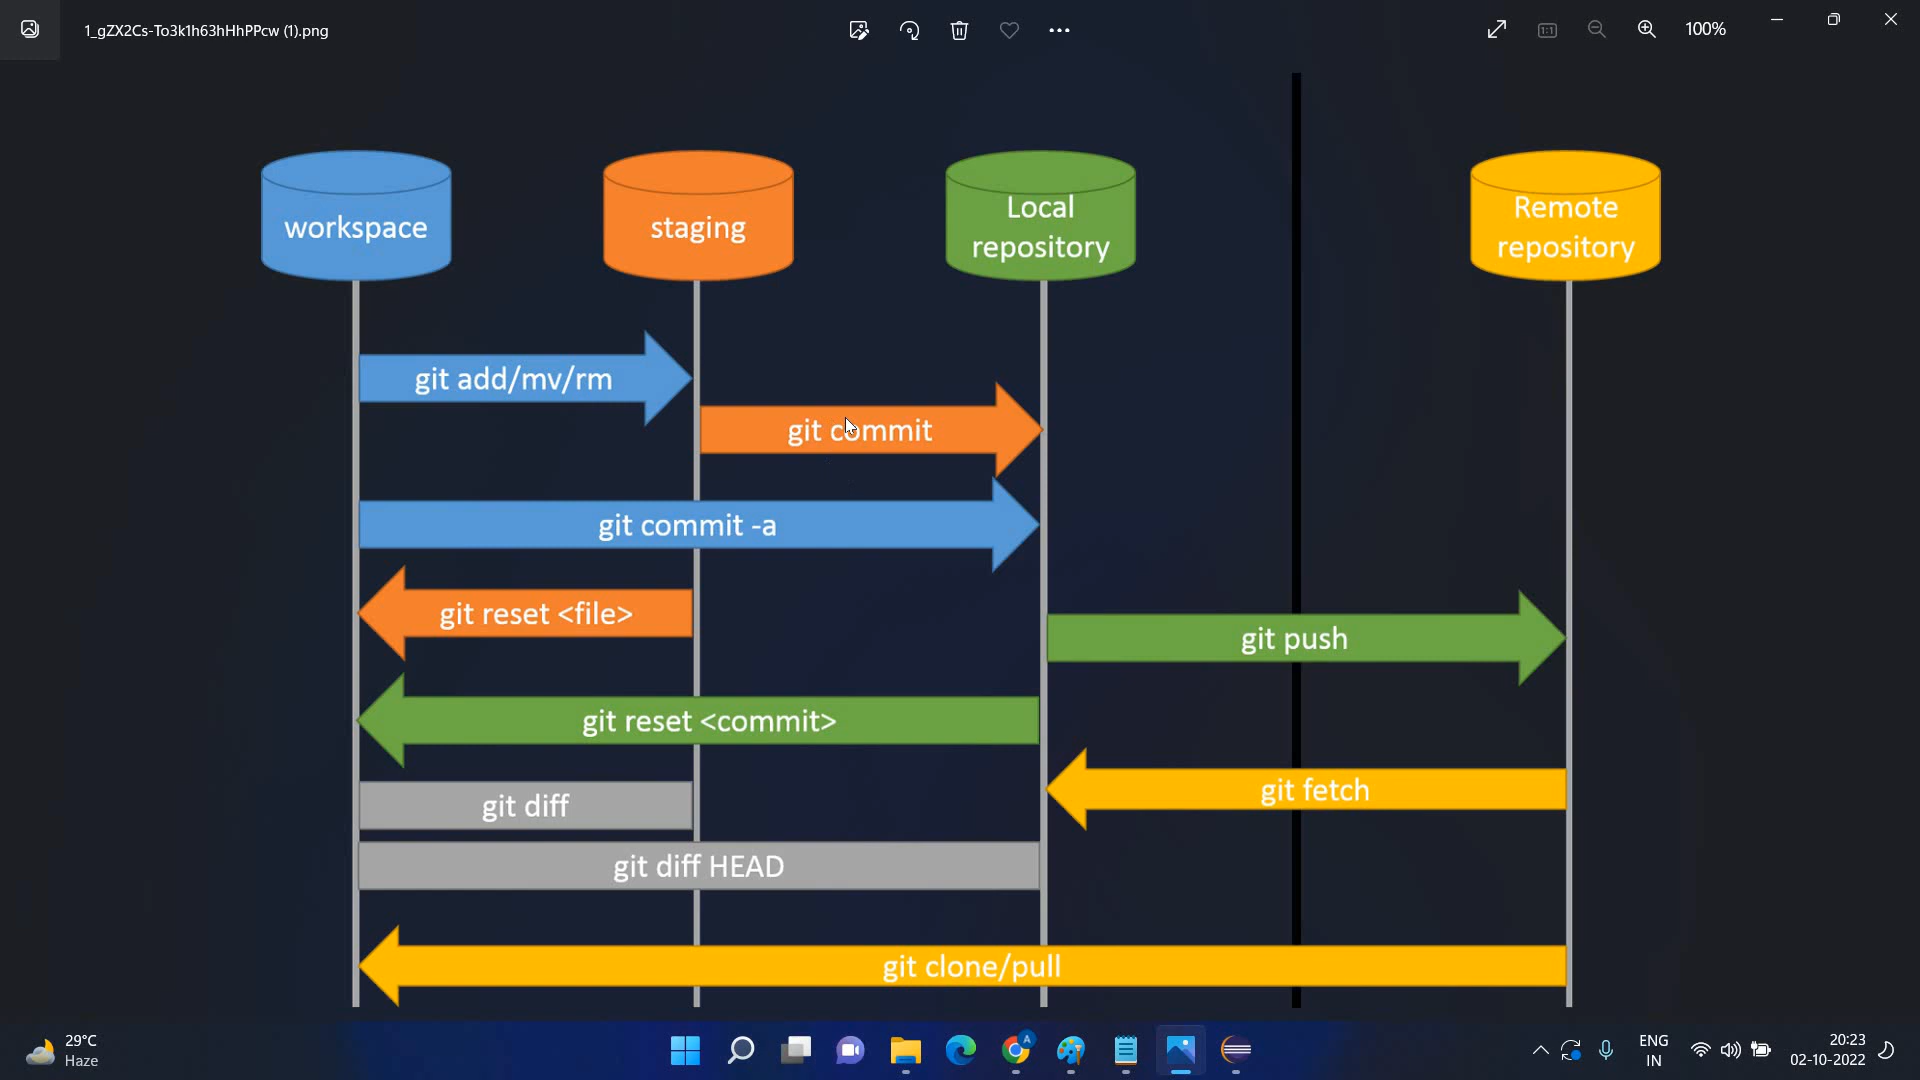 1_gZX2Cs-To3k1h63hHhPPcw (1).png
100%
workspace
staging
Local
repository
Remote
repository
git add/mv/rm
git commit
git commit -a
git reset <file>
git push
git reset <commit>
git fetch
git diff
git diff HEAD
git clone/pull
29°C
Haze
A
ENG
IN
20:23
02-10-2022